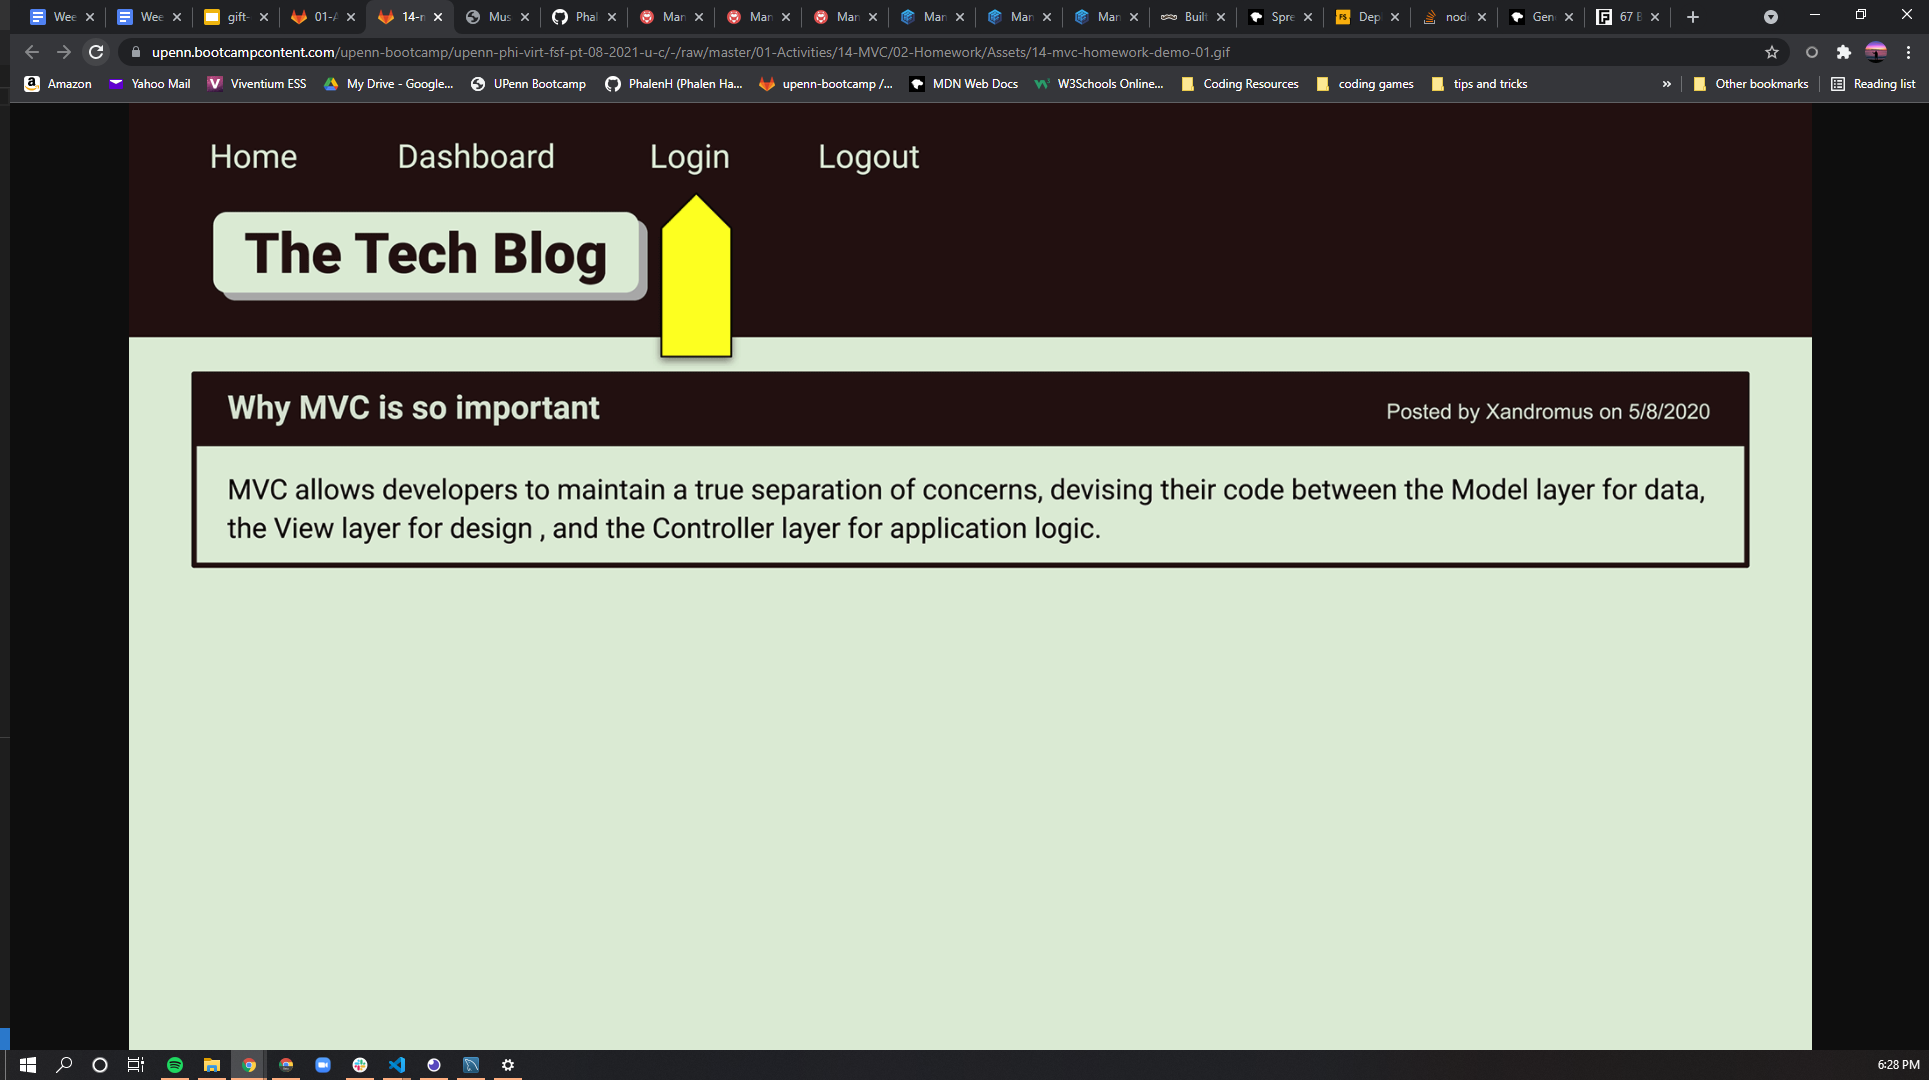 Wee
Wee
gift-
01-A
14-n
Mus
Phal
Man
Man
Man
Man
Man
Man
Built
Spre
Depl
nod
Gen
67 B
upenn.bootcampcontent.com/upenn-bootcamp/upenn-phi-virt-fsf-pt-08-2021-u-c/-/raw/master/01-Activities/14-MVC/02-Homework/Assets/14-mvc-homework-demo-01.gif
Amazon
Yahoo Mail
Viventium ESS
My Drive - Google...
UPenn Bootcamp
PhalenH (Phalen Ha...
upenn-bootcamp /...
MDN Web Docs
W3Schools Online...
Coding Resources
coding games
tips and tricks
»
Other bookmarks
Reading list
Home
Dashboard
Login
Logout
The Tech Blog
Why MVC is so important
Posted by Xandromus on 5/8/2020
MVC allows developers to maintain a true separation of concerns, devising their code between the Model layer for data,
the View layer for design , and the Controller layer for application logic.
6:28 PM